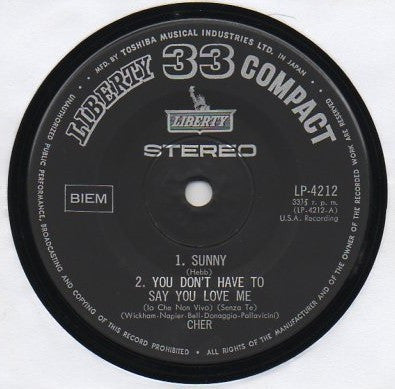 MFD. BY TOSHIBA MUSICAL INDUSTRIES LTD. IN JAPAN
UNAUTHORIZED PUBLIC PERFORMANCE, BROADCASTING AND COPYING OF THIS RECORD PROHIBITED • ALL RIGHTS OF THE MANUFACTURER AND OF THE OWNER OF THE RECORDED WORK ARE RESERVED
LIBERTY 33 COMPACT
LIBERTY
STEREO
BIEM
LP-4212
33⅓ r. p. m.
(LP-4212-A)
U.S.A. Recording
1. SUNNY
(Hebb)
2. YOU DON'T HAVE TO
SAY YOU LOVE ME
(Io Che Non Vivo) (Senza Te)
(Wickham-Napier-Bell-Donaggio-Pallavicini)
CHER